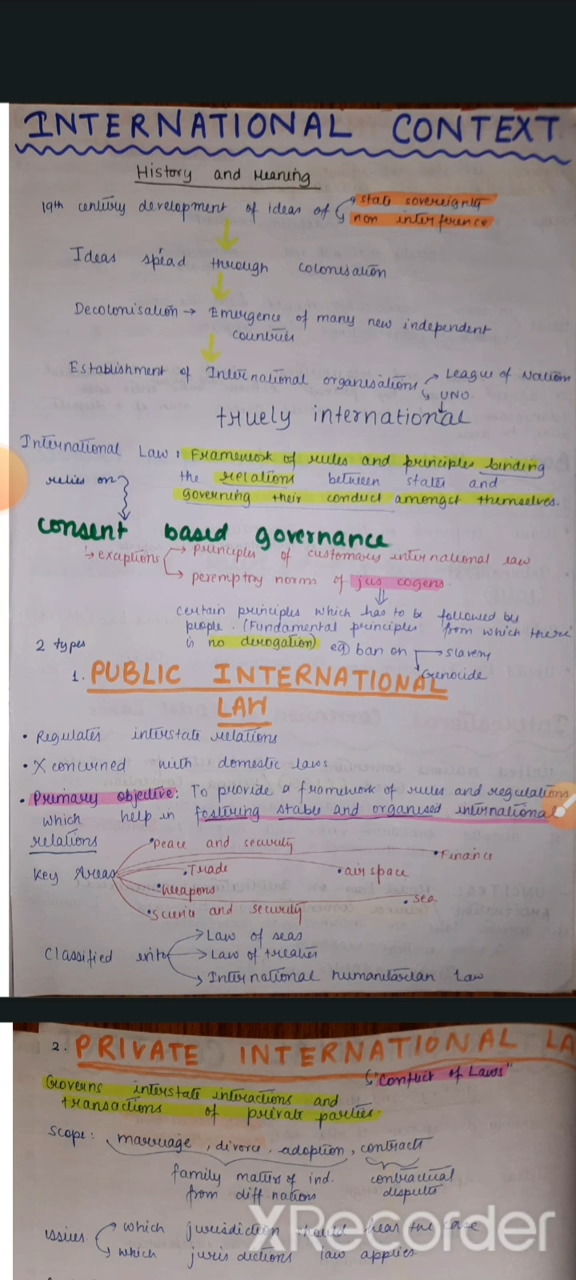 INTERNATIONAL CONTEXT
History and Meaning
19th century development of ideas of state sovereignty
non interference
Ideas spread through colonisation
Decolonisation → Emergence of many new independent
countries
Establishment of International organisations → League of Nations
UNO
truely international
International Law : Framework of rules and principles binding
relies on the relations between states and
governing their conduct amongst themselves.
consent based governance
↳ exceptions → principles of customary international law
→ peremptory norms of jus cogens
certain principles which has to be followed by
people. (Fundamental principles from which there
2 types is no derogation) eg) ban on → slavery
Genocide
1. PUBLIC INTERNATIONAL
LAW
• Regulates interstate relations
• X concerned with domestic laws
• Primary objective: To provide a framework of rules and regulations
which help in fostering stable and organised international
relations
• Peace and security
• Finance
Key Areas • Trade • air space
• Weapons
• Sea
• Science and security
→ Law of seas
Classified into → Law of treaties
→ International humanitarian Law
2. PRIVATE INTERNATIONAL LA
↳ "Conflict of Laws"
Governs interstate interactions and
transactions of private parties.
Scope: marriage, divorce, adoption, contracts
family matters of ind. contractual
from diff nations disputes
issues which jurisdiction should hear the case
which jurisdictions law applies
XRecorder